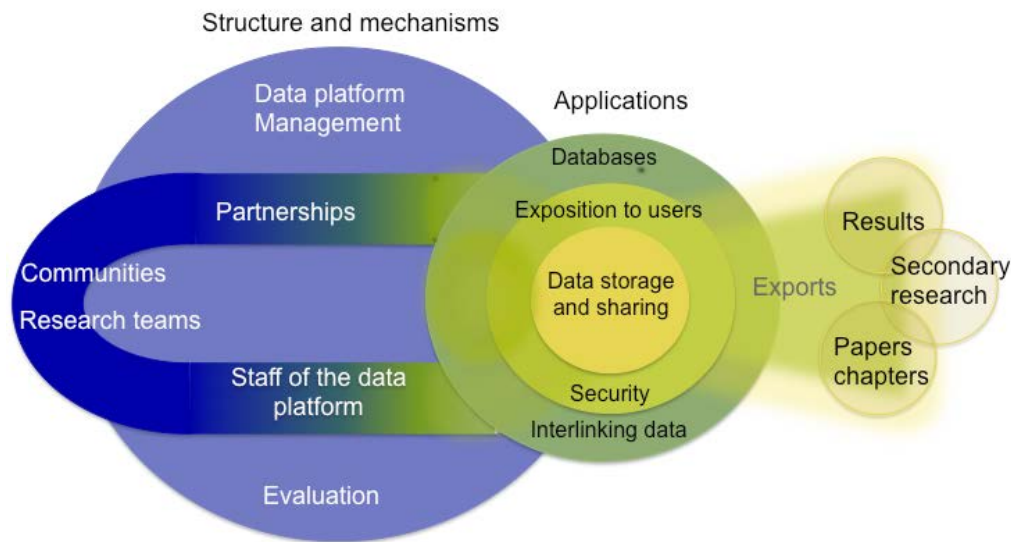 Structure and mechanisms
Data platform
Management
Applications
Databases
Partnerships
Exposition to users
Results
Communities
Secondary
research
Data storage
and sharing
Exports
Research teams
Papers
chapters
Staff of the data
platform
Security
Interlinking data
Evaluation